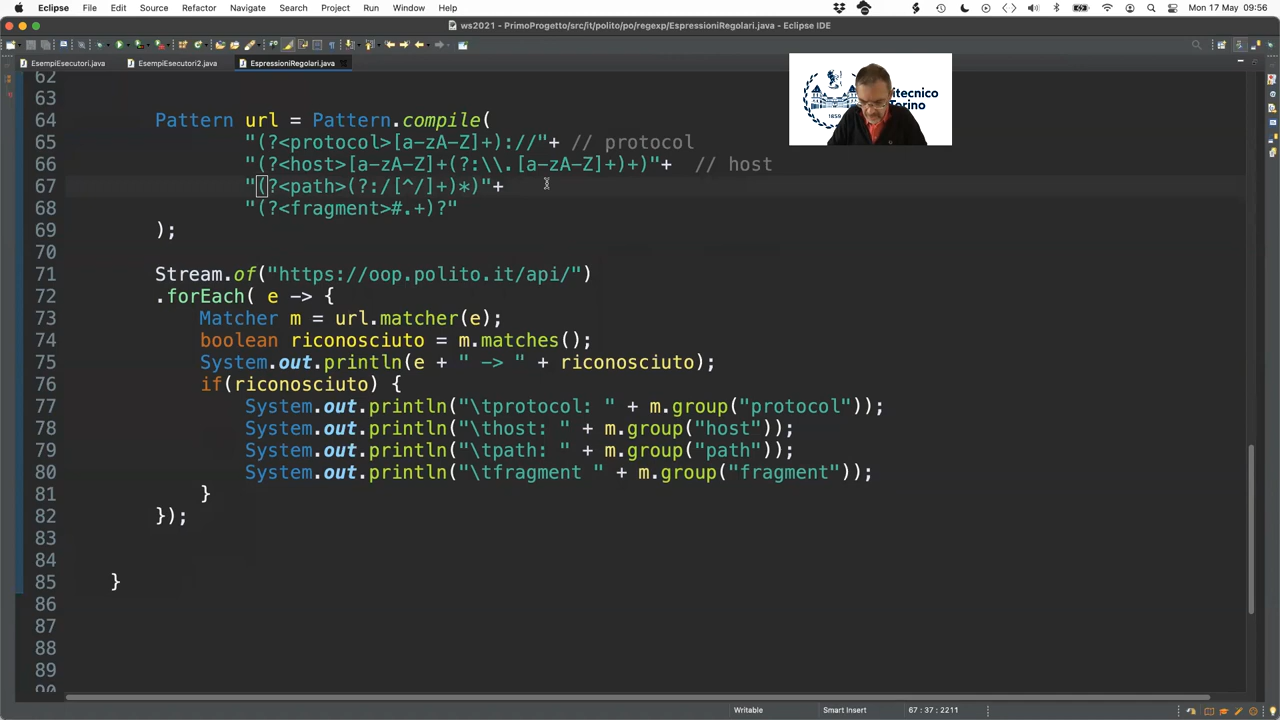 Eclipse File Edit Source Refactor Navigate Search Project Run Window Help Mon 17 May 09:56
ws2021 - PrimoProgetto/src/it/polito/po/regexp/EspressioniRegolari.java - Eclipse IDE
EsempiEsecutori.java EsempiEsecutori2.java EspressioniRegolari.java
Politecnico
di Torino
1859
62
63
64 Pattern url = Pattern.compile(
65 "(?<protocol>[a-zA-Z]+)://"+ // protocol
66 "(?<host>[a-zA-Z]+(?:\\.[a-zA-Z]+)+)"+ // host
67 "(?<path>(?:/[^/]+)*)"+
68 "(?<fragment>#.+)?"
69 );
70
71 Stream.of("https://oop.polito.it/api/")
72 .forEach( e -> {
73 Matcher m = url.matcher(e);
74 boolean riconosciuto = m.matches();
75 System.out.println(e + " -> " + riconosciuto);
76 if(riconosciuto) {
77 System.out.println("\tprotocol: " + m.group("protocol"));
78 System.out.println("\thost: " + m.group("host"));
79 System.out.println("\tpath: " + m.group("path"));
80 System.out.println("\tfragment " + m.group("fragment"));
81 }
82 });
83
84
85 }
86
87
88
89
90
Writable Smart Insert 67 : 37 : 2211